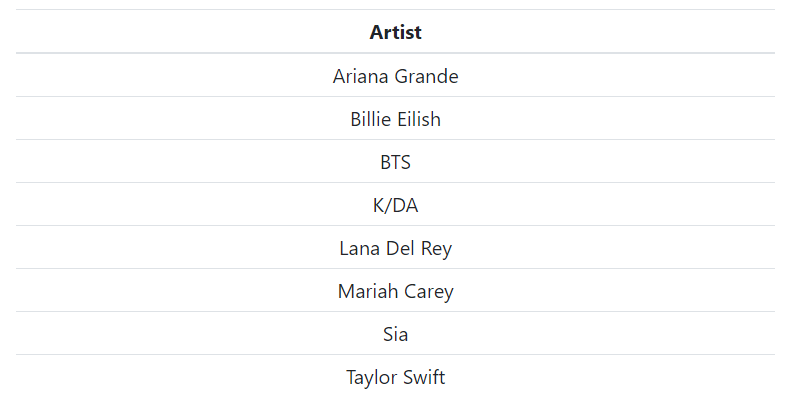 Artist
Ariana Grande
Billie Eilish
BTS
K/DA
Lana Del Rey
Mariah Carey
Sia
Taylor Swift